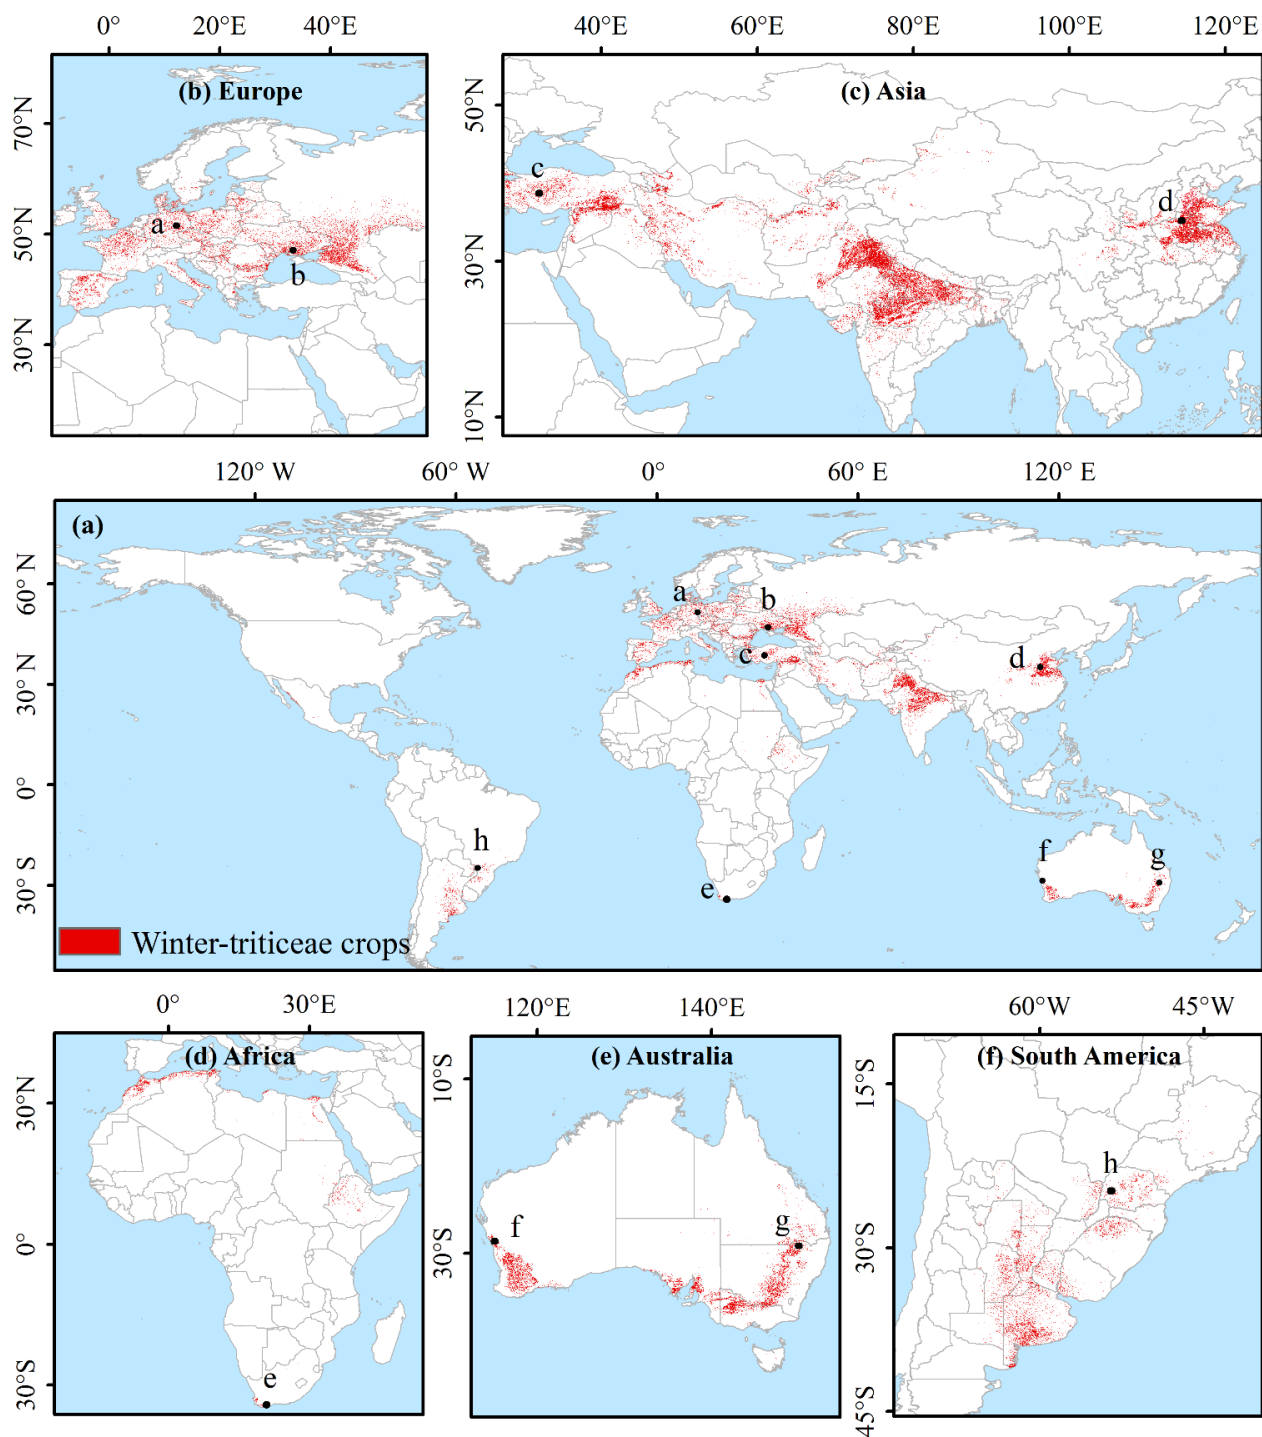 0° 20°E 40°E
40°E 60°E 80°E 100°E 120°E
(b) Europe
70°N
50°N
30°N
a
b
(c) Asia
50°N
30°N
10°N
c
d
120° W 60° W 0° 60° E 120° E
(a)
60° N
30° N
0°
30° S
a
b
c
d
e
f
g
h
Winter-triticeae crops
0° 30°E
(d) Africa
30°N
0°
30°S
e
120°E 140°E
(e) Australia
10°S
30°S
f
g
60°W 45°W
(f) South America
15°S
30°S
45°S
h